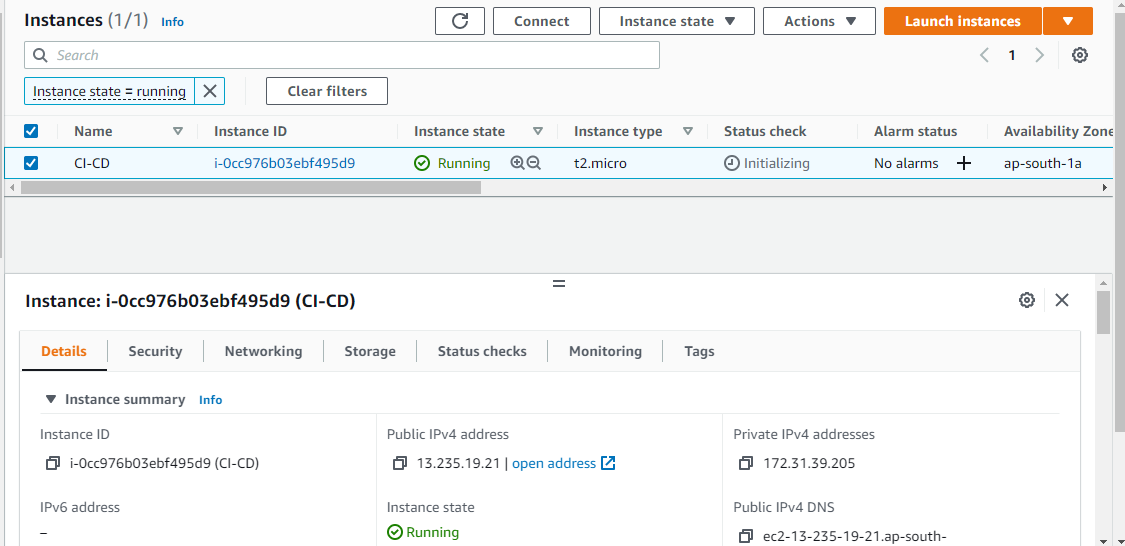 Instances (1/1) Info
Connect Instance state Actions Launch instances
Search
1
Instance state = running Clear filters
Name Instance ID Instance state Instance type Status check Alarm status Availability Zone
CI-CD i-0cc976b03ebf495d9 Running t2.micro Initializing No alarms ap-south-1a
Instance: i-0cc976b03ebf495d9 (CI-CD)
Details Security Networking Storage Status checks Monitoring Tags
Instance summary Info
Instance ID Public IPv4 address Private IPv4 addresses
i-0cc976b03ebf495d9 (CI-CD) 13.235.19.21 | open address 172.31.39.205
IPv6 address Instance state Public IPv4 DNS
– Running ec2-13-235-19-21.ap-south-